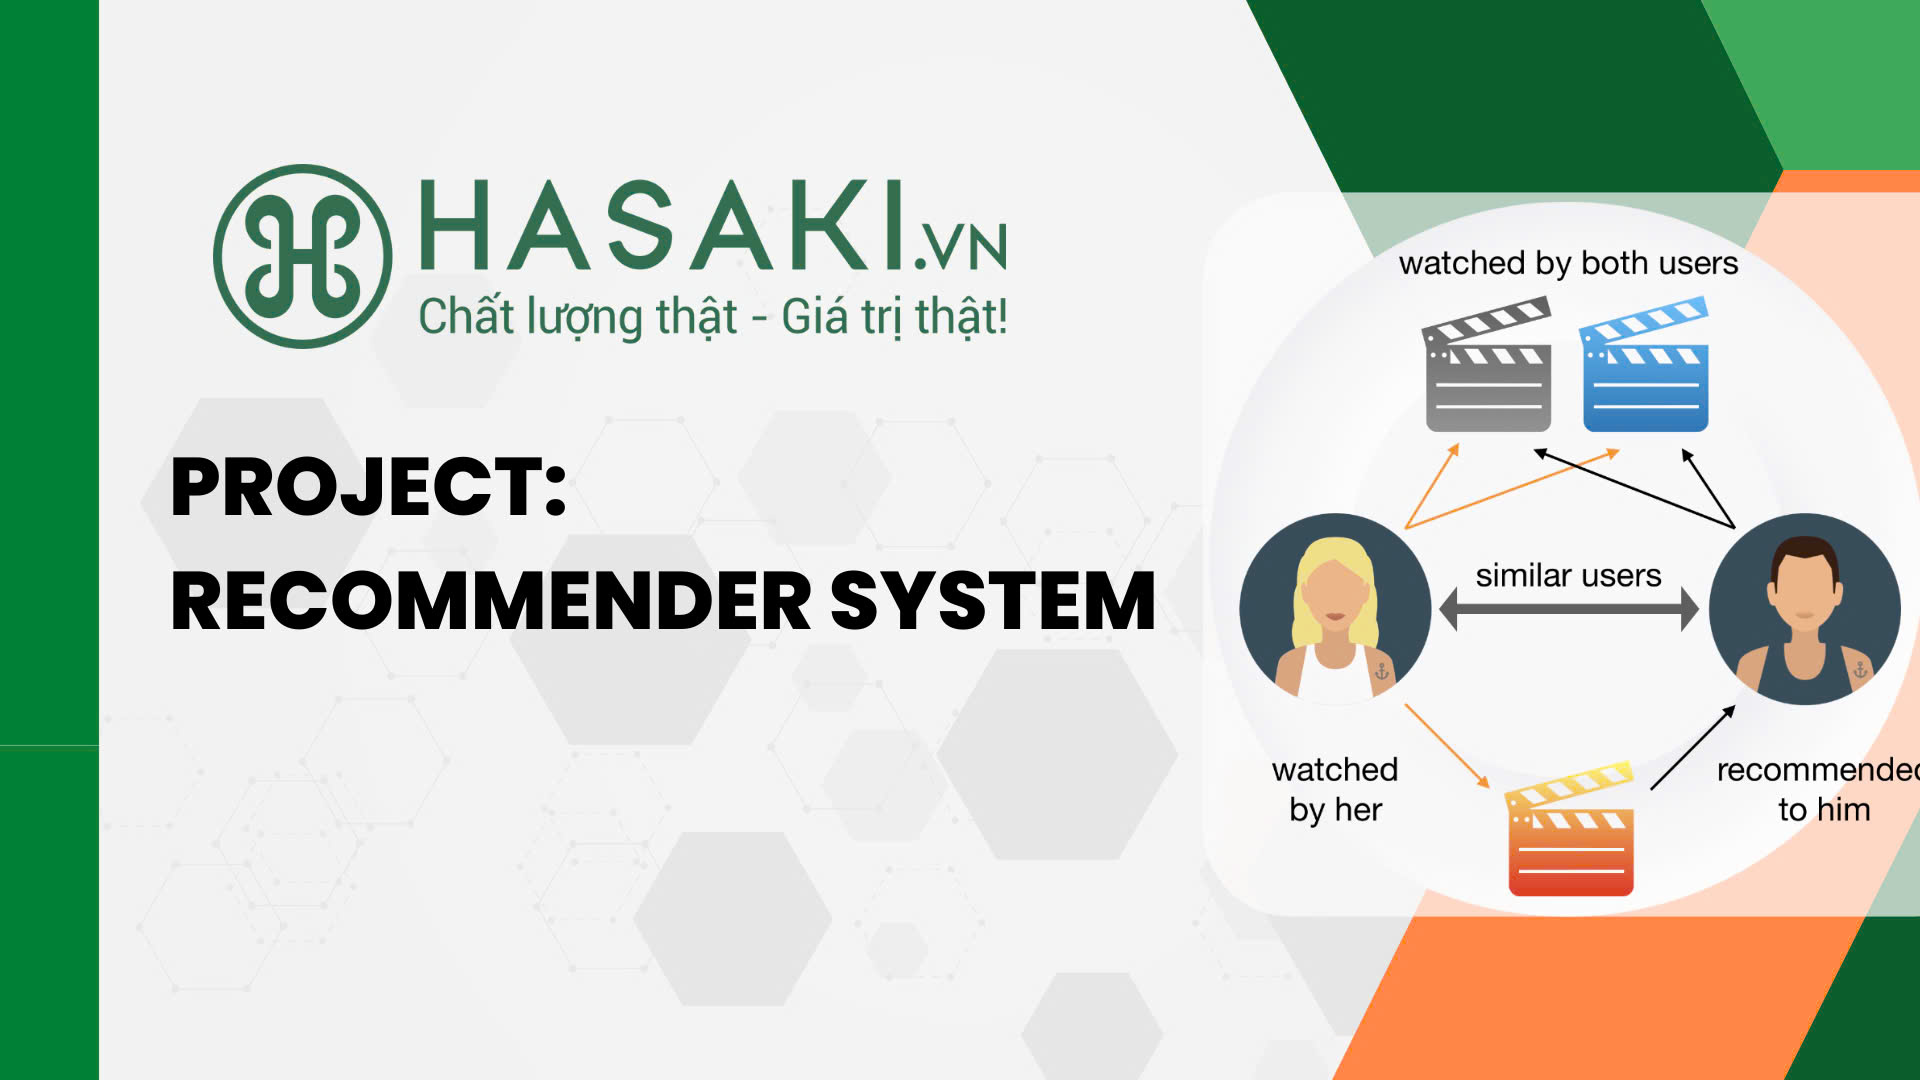 HASAKI.VN
Chất lượng thật - Giá trị thật!
PROJECT:
RECOMMENDER SYSTEM
watched by both users
similar users
watched
by her
recommended
to him